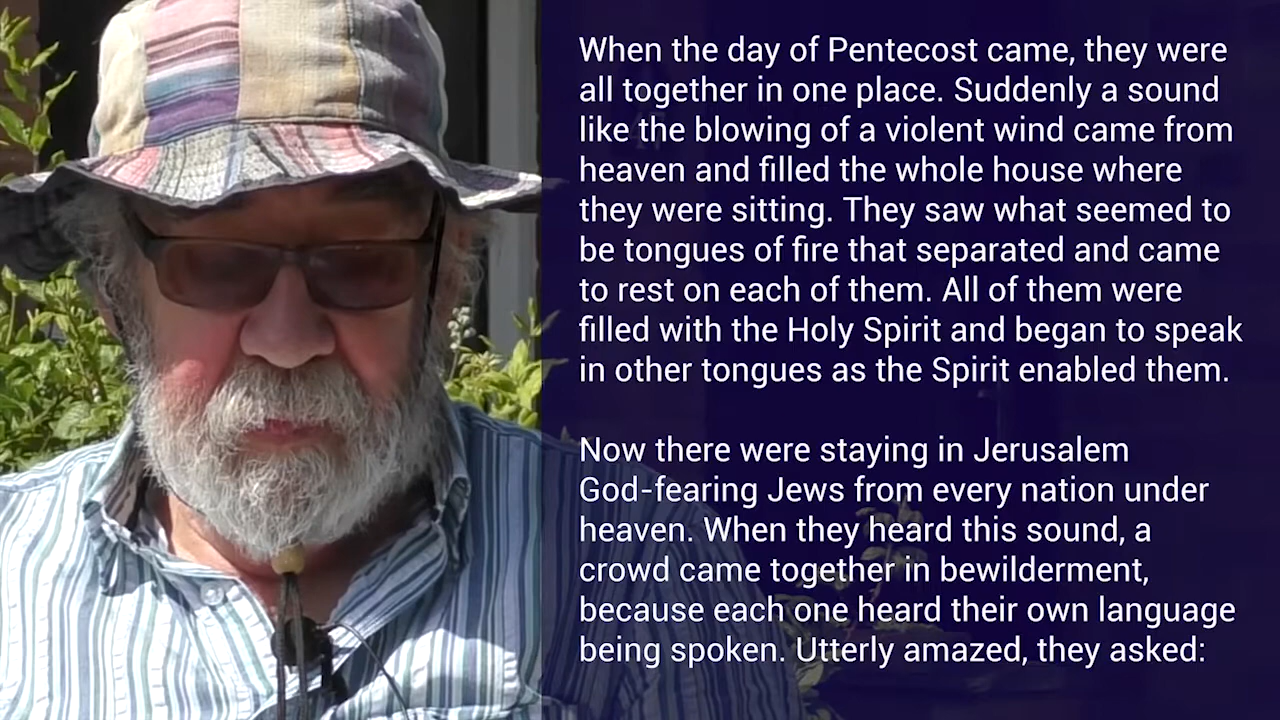 When the day of Pentecost came, they were
all together in one place. Suddenly a sound
like the blowing of a violent wind came from
heaven and filled the whole house where
they were sitting. They saw what seemed to
be tongues of fire that separated and came
to rest on each of them. All of them were
filled with the Holy Spirit and began to speak
in other tongues as the Spirit enabled them.
Now there were staying in Jerusalem
God-fearing Jews from every nation under
heaven. When they heard this sound, a
crowd came together in bewilderment,
because each one heard their own language
being spoken. Utterly amazed, they asked: